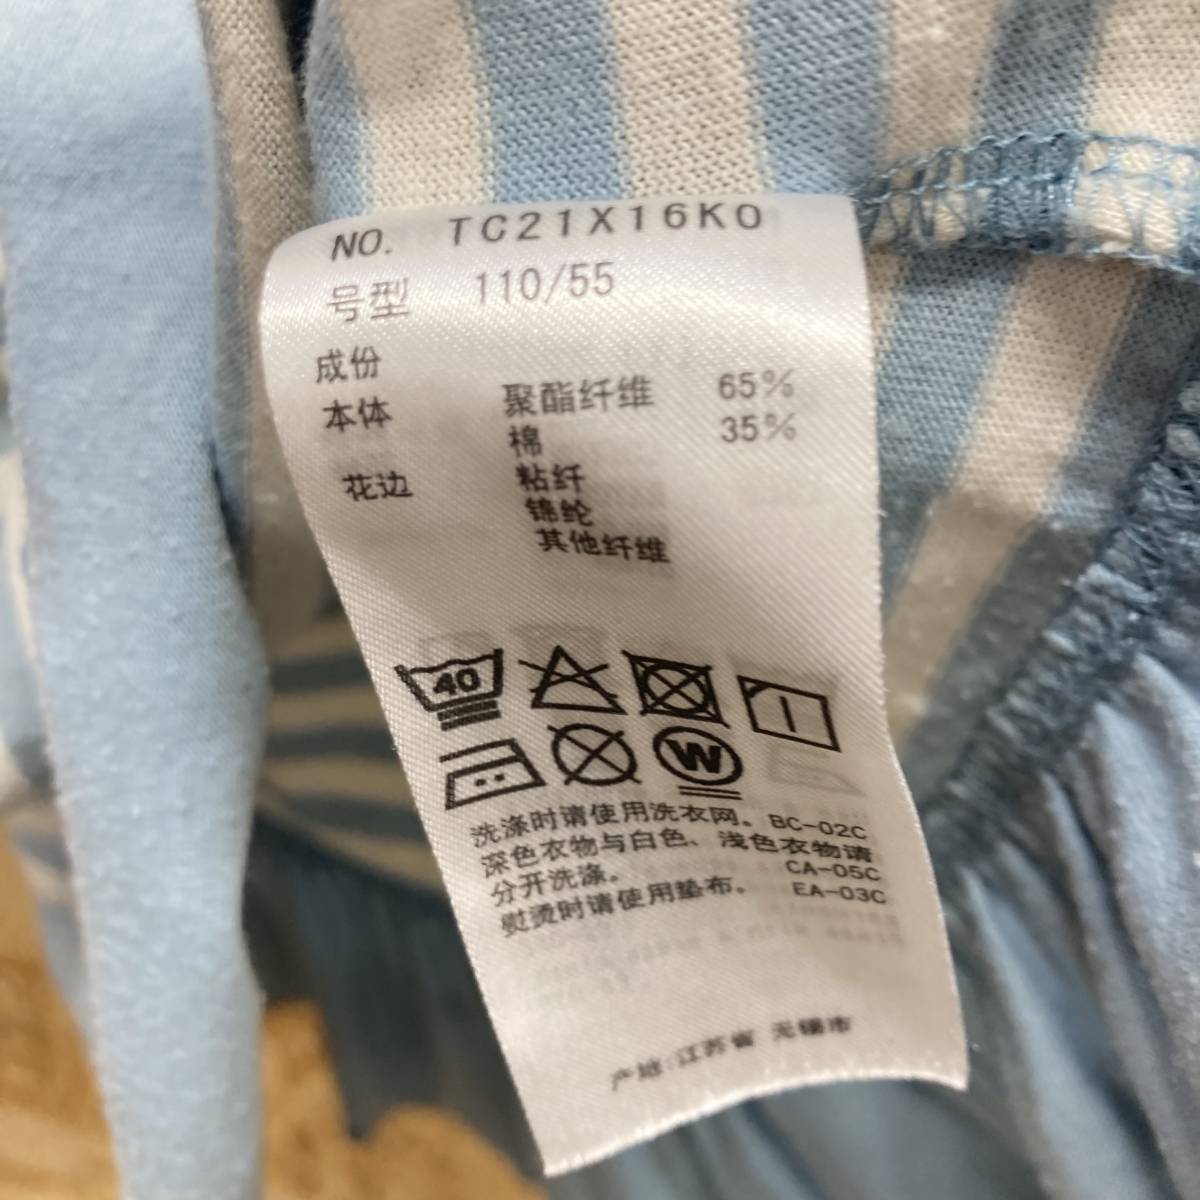 NO. TC21X16K0
号型 110/55
成份
本体 聚酯纤维 65%
棉 35%
花边 粘纤
锦纶
其他纤维
40
W
洗涤时请使用洗衣网。 BC-02C
深色衣物与白色、浅色衣物请
分开洗涤。 CA-05C
熨烫时请使用垫布。 EA-03C
产地:江苏省 无锡市